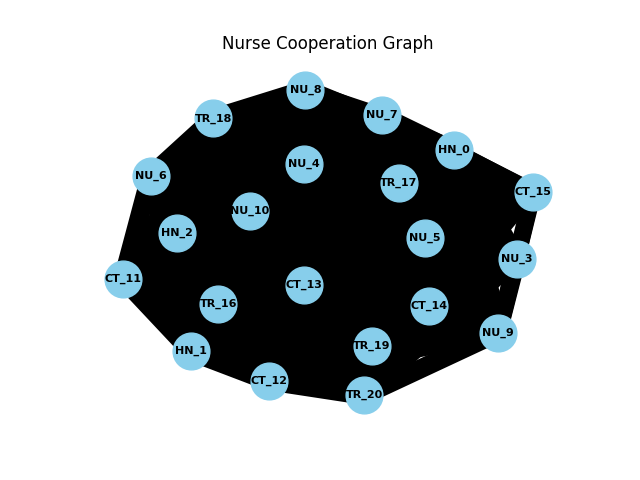 Nurse Cooperation Graph
NU_8
NU_7
TR_18
HN_0
NU_4
NU_6
TR_17
CT_15
NU_10
HN_2
NU_5
NU_3
CT_11
CT_13
TR_16
CT_14
NU_9
TR_19
HN_1
CT_12
TR_20